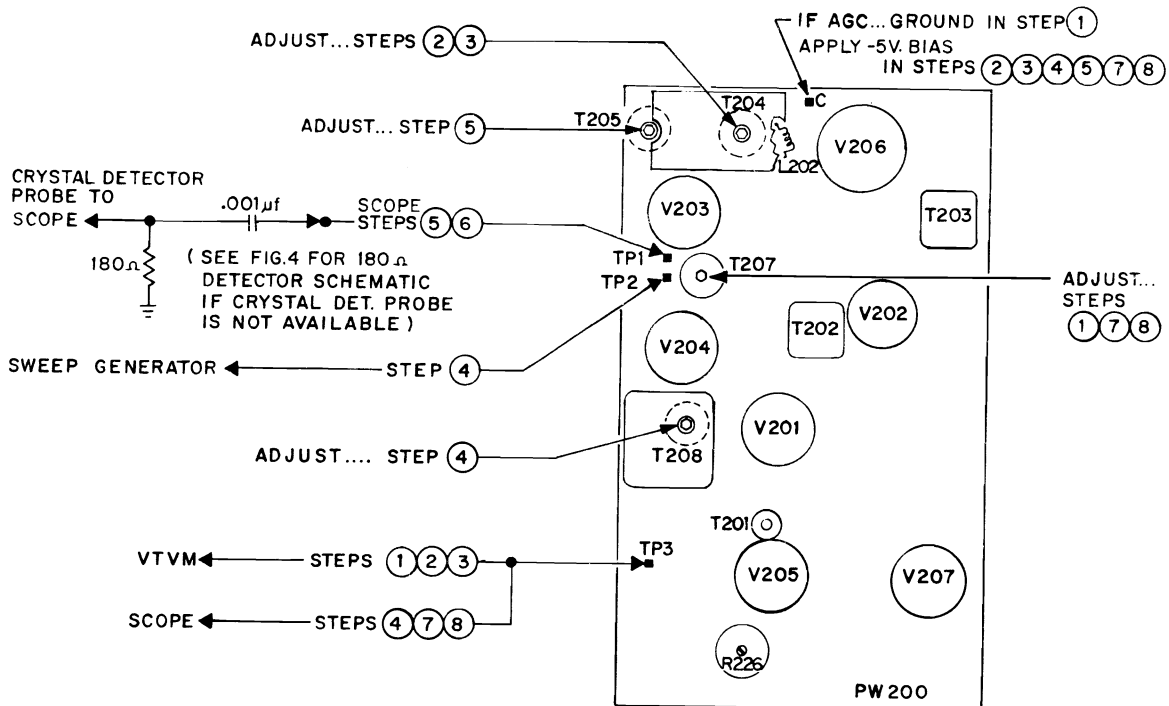 IF AGC... GROUND IN STEP 1
APPLY -5V. BIAS
IN STEPS 2 3 4 5 7 8
ADJUST...STEPS 2 3
C
T204
T205
ADJUST... STEP 5
L202
V206
CRYSTAL DETECTOR
PROBE TO
SCOPE
.001µf
SCOPE
STEPS 5 6
V203
T203
180Ω
(SEE FIG.4 FOR 180Ω
DETECTOR SCHEMATIC
IF CRYSTAL DET. PROBE
IS NOT AVAILABLE)
TP1
TP2
T207
ADJUST...
STEPS
1 7 8
T202
V202
V204
SWEEP GENERATOR
STEP 4
V201
ADJUST.... STEP 4
T208
T201
TP3
VTVM
STEPS 1 2 3
V205
V207
SCOPE
STEPS 4 7 8
R226
PW200